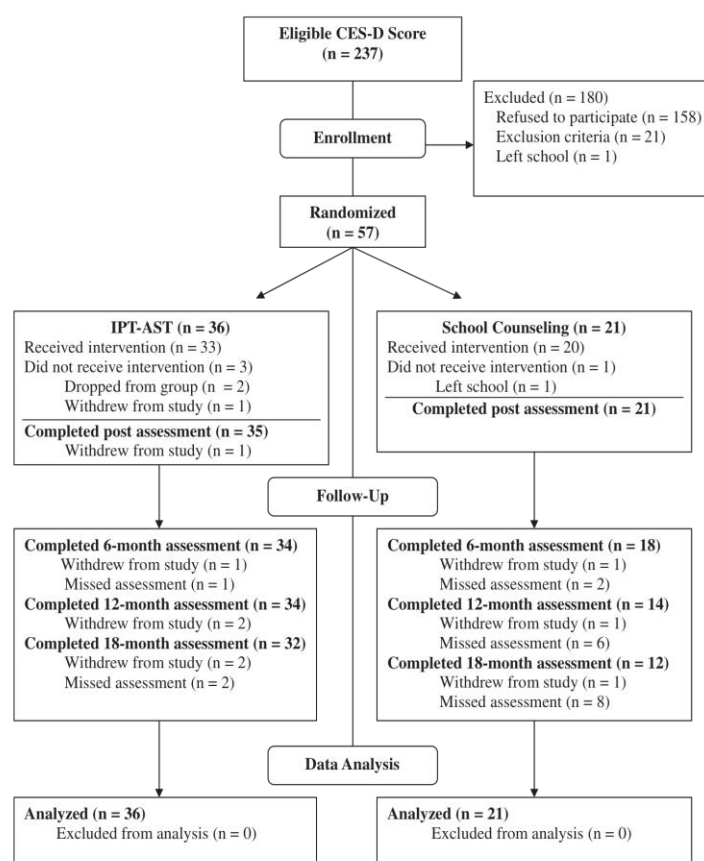 Eligible CES-D Score
(n = 237)
Excluded (n = 180)
Refused to participate (n = 158)
Exclusion criteria (n = 21)
Left school (n = 1)
Enrollment
Randomized
(n = 57)
IPT-AST (n = 36)
Received intervention (n = 33)
Did not receive intervention (n = 3)
Dropped from group (n = 2)
Withdrew from study (n = 1)
Completed post assessment (n = 35)
Withdrew from study (n = 1)
School Counseling (n = 21)
Received intervention (n = 20)
Did not receive intervention (n = 1)
Left school (n = 1)
Completed post assessment (n = 21)
Follow-Up
Completed 6-month assessment (n = 34)
Withdrew from study (n = 1)
Missed assessment (n = 1)
Completed 12-month assessment (n = 34)
Withdrew from study (n = 2)
Completed 18-month assessment (n = 32)
Withdrew from study (n = 2)
Missed assessment (n = 2)
Completed 6-month assessment (n = 18)
Withdrew from study (n = 1)
Missed assessment (n = 2)
Completed 12-month assessment (n = 14)
Withdrew from study (n = 1)
Missed assessment (n = 6)
Completed 18-month assessment (n = 12)
Withdrew from study (n = 1)
Missed assessment (n = 8)
Data Analysis
Analyzed (n = 36)
Excluded from analysis (n = 0)
Analyzed (n = 21)
Excluded from analysis (n = 0)